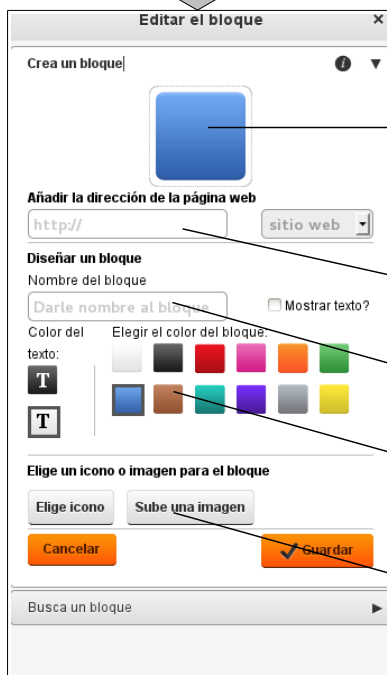 Editar el bloque
×
Crea un bloque
i
Añadir la dirección de la página web
http://
sitio web
Diseñar un bloque
Nombre del bloque
Darle nombre al bloque
Mostrar texto?
Color del texto:
Elegir el color del bloque:
T
T
Elige un icono o imagen para el bloque
Elige icono
Sube una imagen
Cancelar
Guardar
Busca un bloque